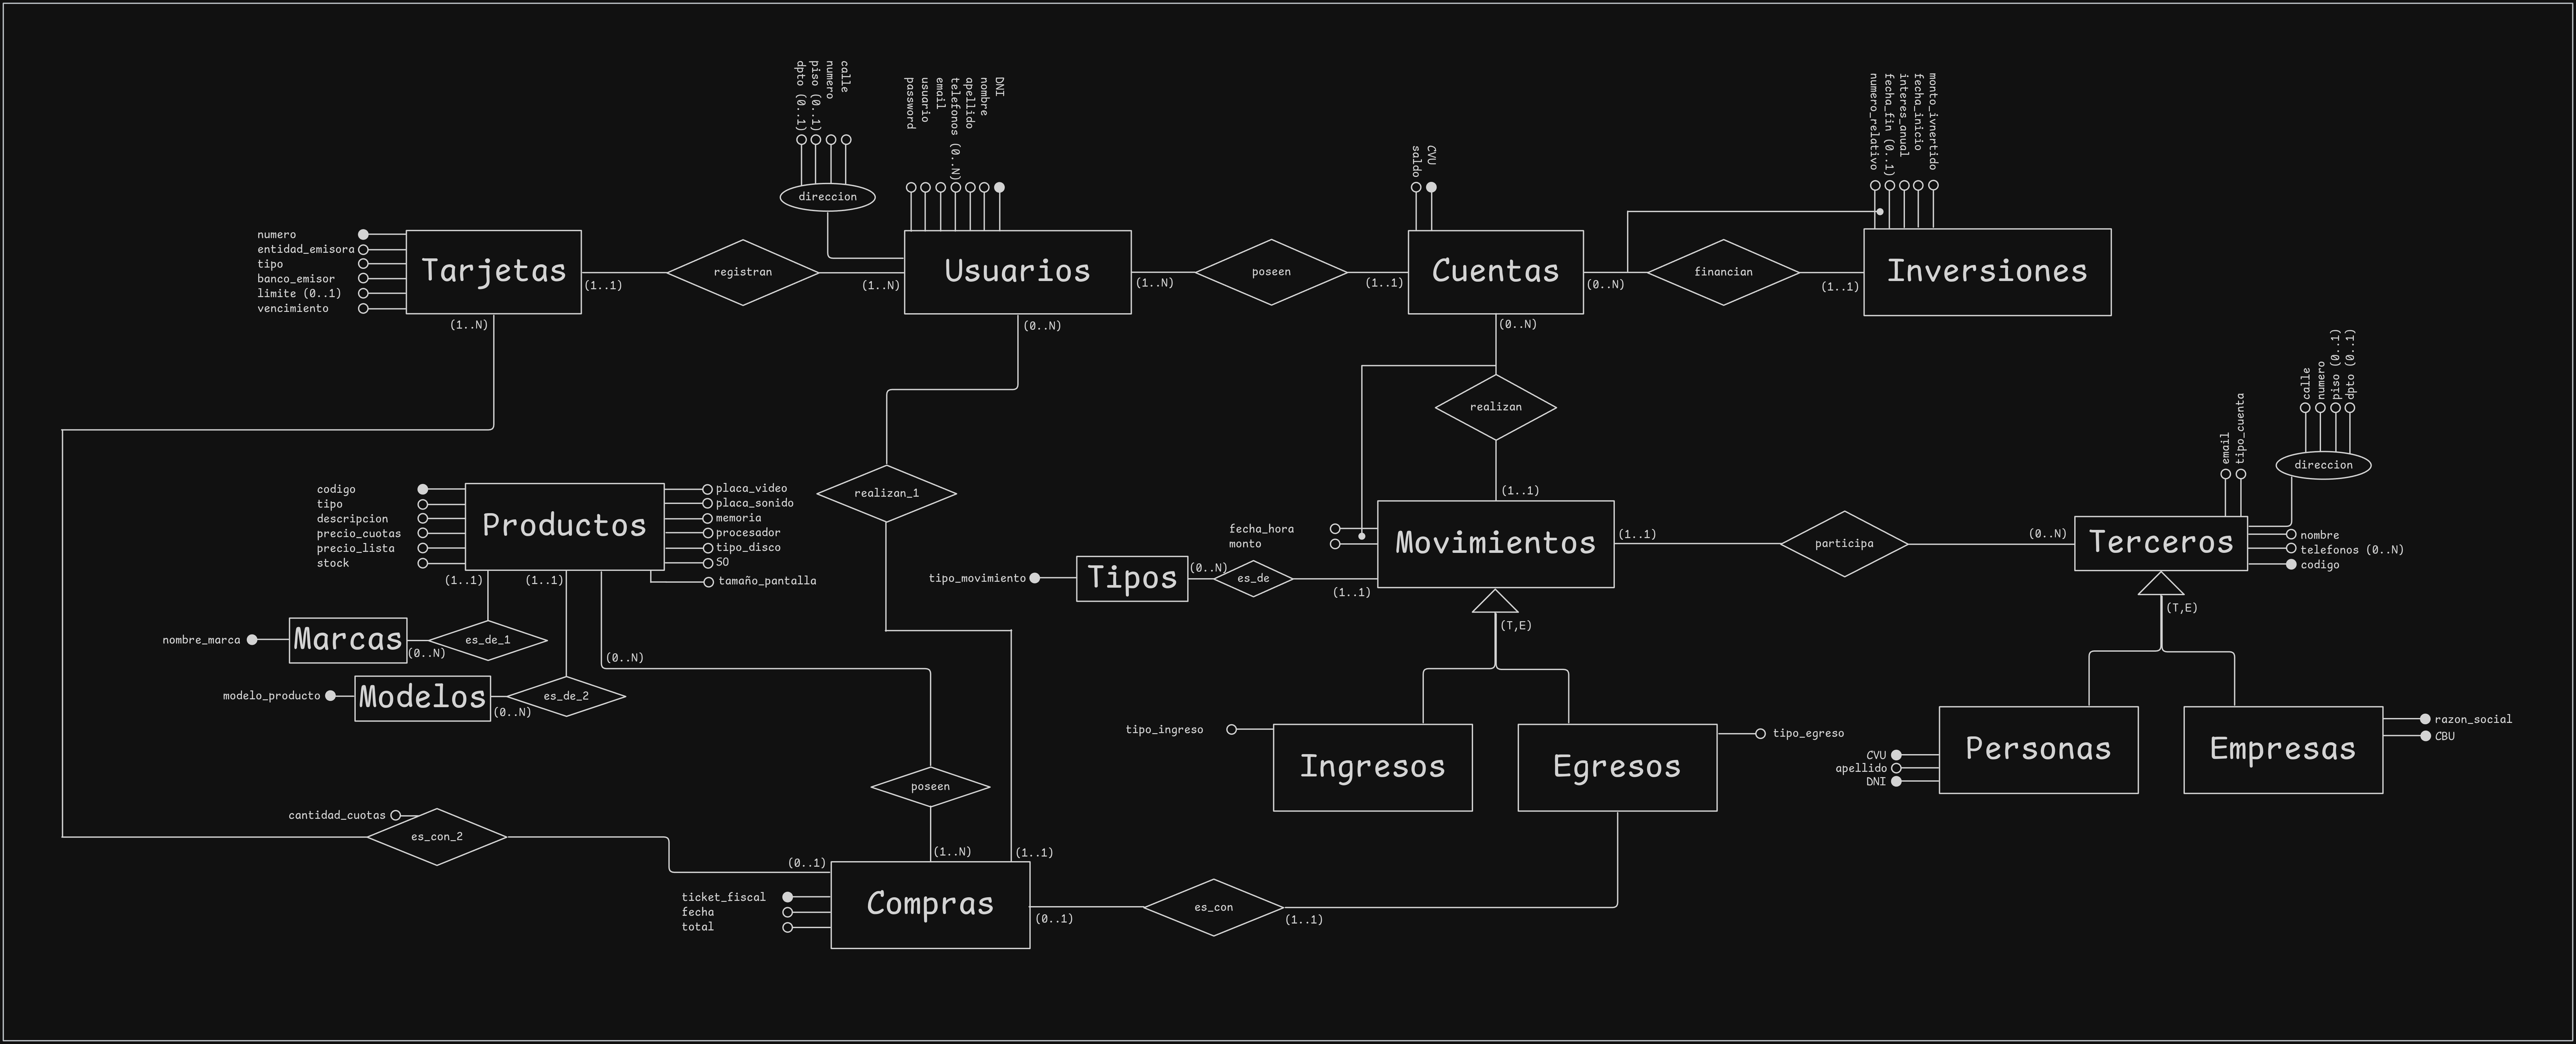 calle
numero
piso (0..1)
dpto (0..1)
direccion
DNI
nombre
apellido
telefonos (0..N)
email
usuario
password
CVU
saldo
monto_ivnertido
fecha_inicio
interes_anual
fecha_fin (0..1)
numero_relativo
numero
entidad_emisora
tipo
banco_emisor
limite (0..1)
vencimiento
Tarjetas
(1..1)
registran
(1..N)
Usuarios
(1..N)
poseen
(1..1)
Cuentas
(0..N)
financian
(1..1)
Inversiones
(1..N)
(0..N)
(0..N)
realizan
(1..1)
realizan_1
calle
numero
piso (0..1)
dpto (0..1)
direccion
email
tipo_cuenta
codigo
tipo
descripcion
precio_cuotas
precio_lista
stock
Productos
placa_video
placa_sonido
memoria
procesador
tipo_disco
SO
tamaño_pantalla
(1..1)
(1..1)
(0..N)
nombre_marca
Marcas
(0..N)
es_de_1
modelo_producto
Modelos
(0..N)
es_de_2
fecha_hora
monto
Movimientos
(1..1)
participa
(0..N)
Terceros
nombre
telefonos (0..N)
codigo
tipo_movimiento
Tipos
(0..N)
es_de
(1..1)
(T,E)
(T,E)
tipo_ingreso
Ingresos
Egresos
tipo_egreso
CVU
apellido
DNI
Personas
Empresas
razon_social
CBU
poseen
(1..N)
(1..1)
cantidad_cuotas
es_con_2
(0..1)
ticket_fiscal
fecha
total
Compras
(0..1)
es_con
(1..1)